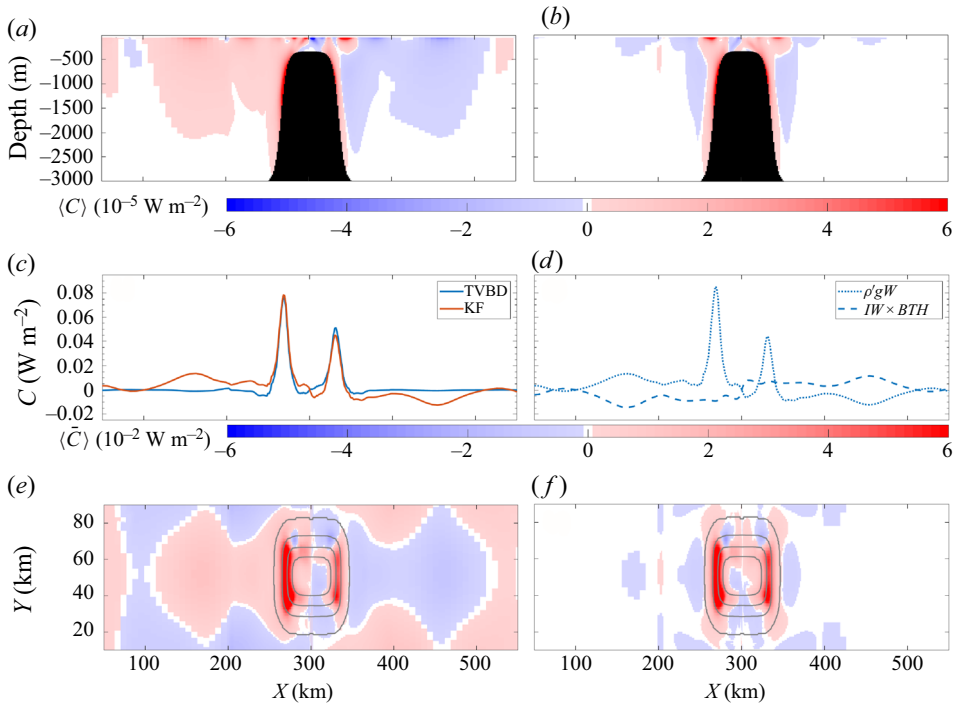 (a)
(b)
Depth (m)
−500
−1000
−1500
−2000
−2500
−3000
⟨C⟩ (10⁻⁵ W m⁻²)
−6 −4 −2 0 2 4 6
(c)
(d)
C (W m⁻²)
0.08
0.06
0.04
0.02
0
−0.02
TVBD
KF
ρ′gW
IW × BTH
⟨C̄⟩ (10⁻² W m⁻²)
−6 −4 −2 0 2 4 6
(e)
(f)
Y (km)
80
60
40
20
10
100 200 300 400 500
100 200 300 400 500
X (km)
X (km)